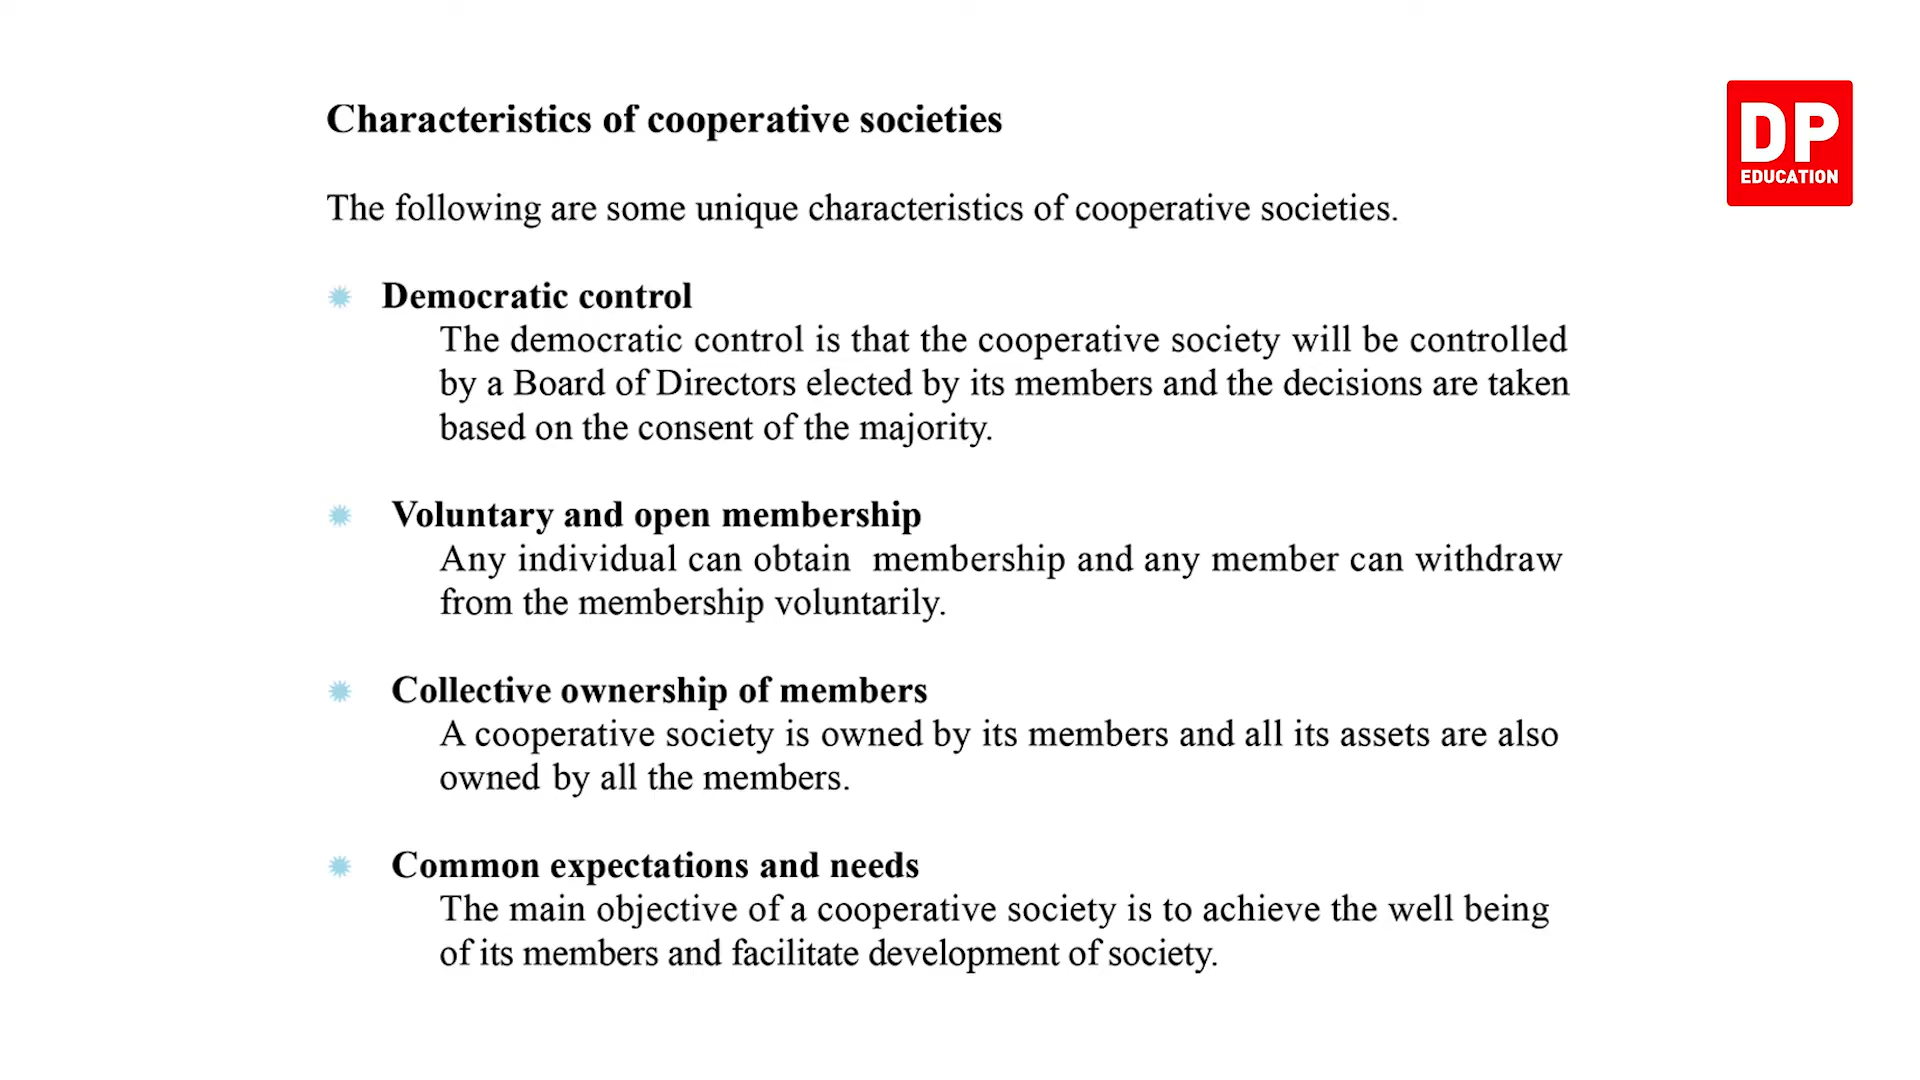 Characteristics of cooperative societies
DP
EDUCATION
The following are some unique characteristics of cooperative societies.
Democratic control
The democratic control is that the cooperative society will be controlled
by a Board of Directors elected by its members and the decisions are taken
based on the consent of the majority.
Voluntary and open membership
Any individual can obtain membership and any member can withdraw
from the membership voluntarily.
Collective ownership of members
A cooperative society is owned by its members and all its assets are also
owned by all the members.
Common expectations and needs
The main objective of a cooperative society is to achieve the well being
of its members and facilitate development of society.